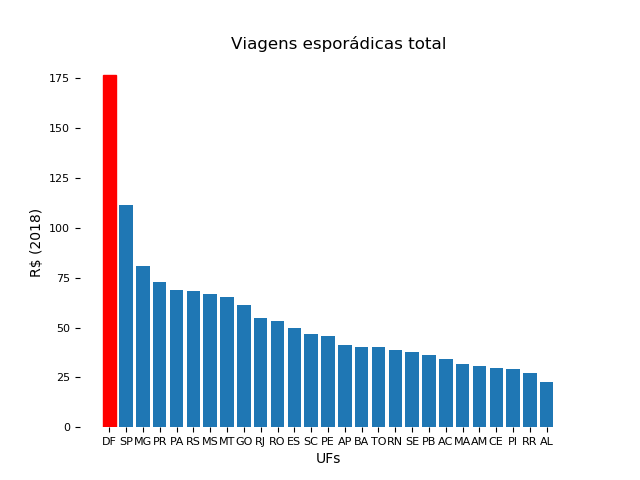 Viagens esporádicas total
R$ (2018)
175
150
125
100
75
50
25
0
DF SP MG PR PA RS MS MT GO RJ RO ES SC PE AP BA TO RN SE PB AC MA AM CE PI RR AL
UFs